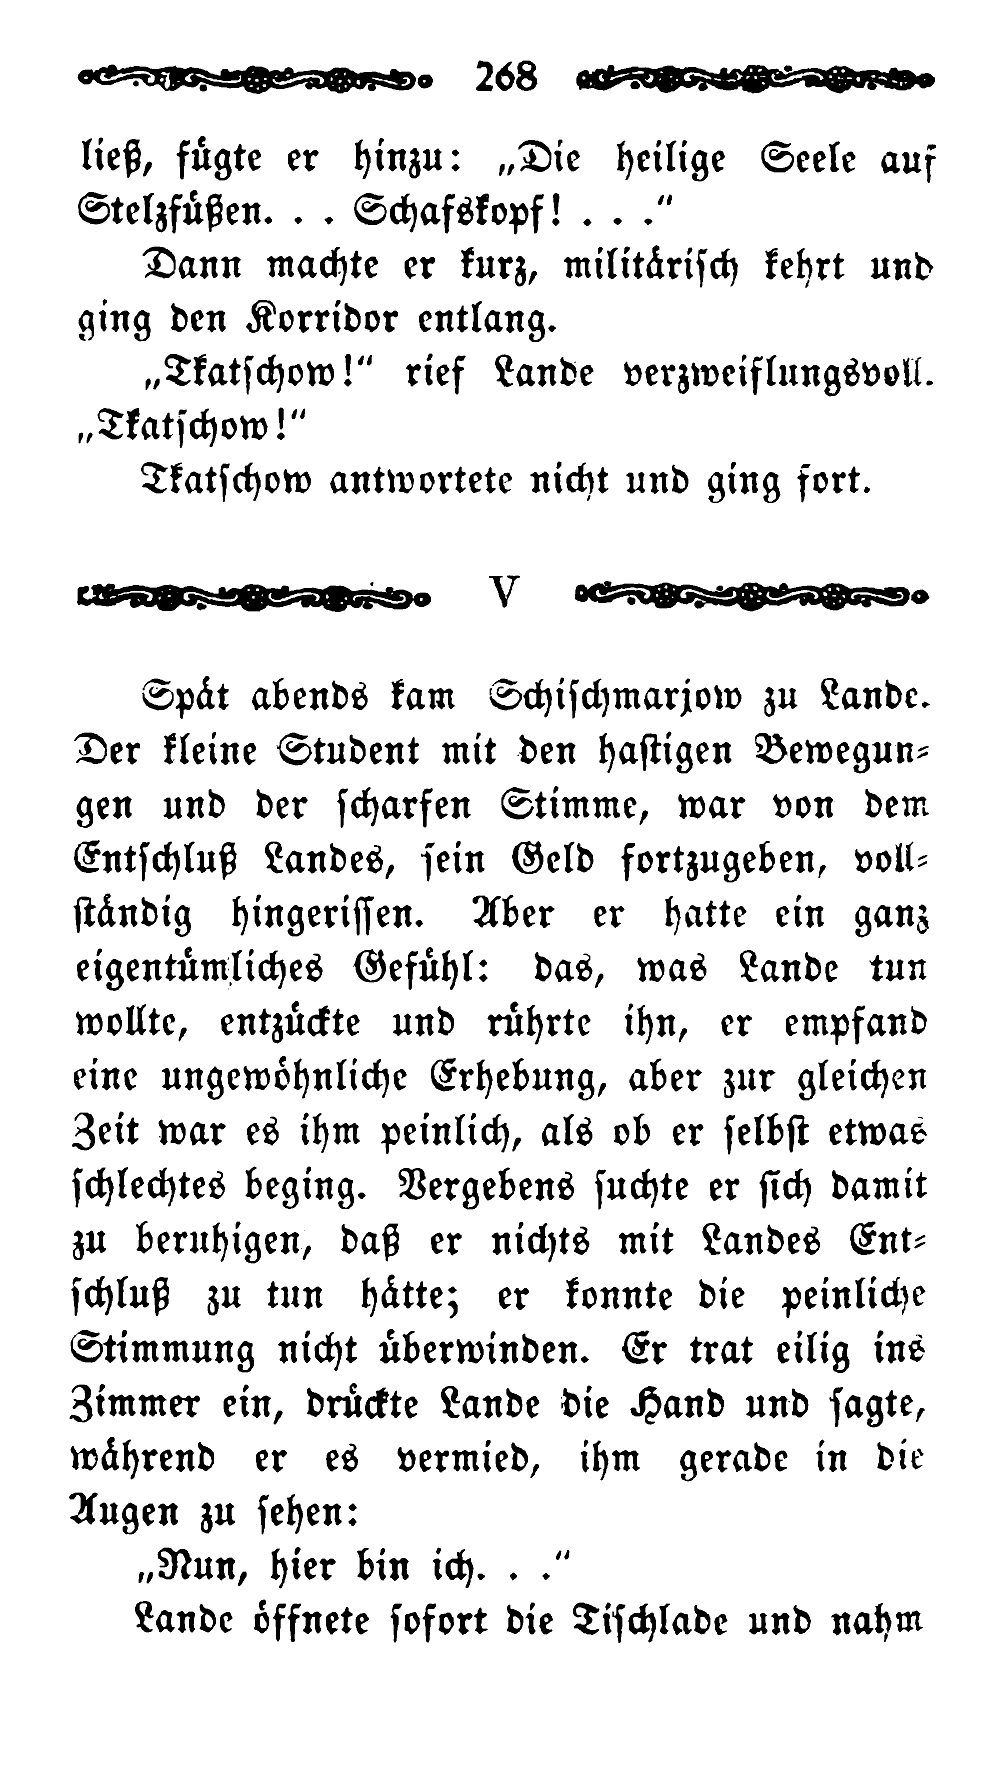 268
ließ, fügte er hinzu: „Die heilige Seele auf
Stelzfüßen. . . Schafskopf! . . .“
Dann machte er kurz, militärisch kehrt und
ging den Korridor entlang.
„Tkatschow!“ rief Lande verzweiflungsvoll.
„Tkatschow!“
Tkatschow antwortete nicht und ging fort.
V
Spät abends kam Schischmarjow zu Lande.
Der kleine Student mit den hastigen Bewegun-
gen und der scharfen Stimme, war von dem
Entschluß Landes, sein Geld fortzugeben, voll-
ständig hingerissen. Aber er hatte ein ganz
eigentümliches Gefühl: das, was Lande tun
wollte, entzückte und rührte ihn, er empfand
eine ungewöhnliche Erhebung, aber zur gleichen
Zeit war es ihm peinlich, als ob er selbst etwas
schlechtes beging. Vergebens suchte er sich damit
zu beruhigen, daß er nichts mit Landes Ent-
schluß zu tun hätte; er konnte die peinliche
Stimmung nicht überwinden. Er trat eilig ins
Zimmer ein, drückte Lande die Hand und sagte,
während er es vermied, ihm gerade in die
Augen zu sehen:
„Nun, hier bin ich. . .“
Lande öffnete sofort die Tischlade und nahm